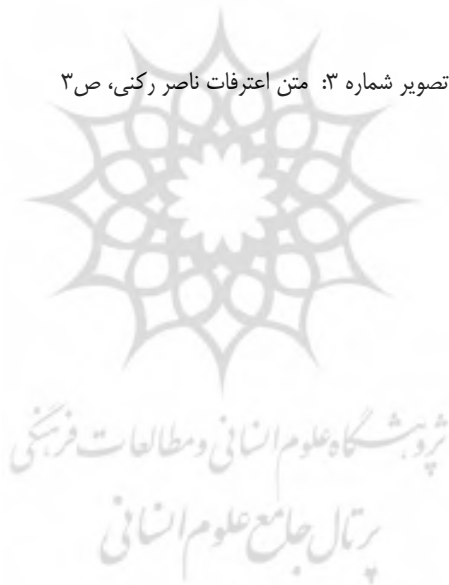 تصویر شماره ۳: متن اعترفات ناصر رکنی، ص۳
پژوهشگاه علوم انسانی و مطالعات فرهنگی
پرتال جامع علوم انسانی